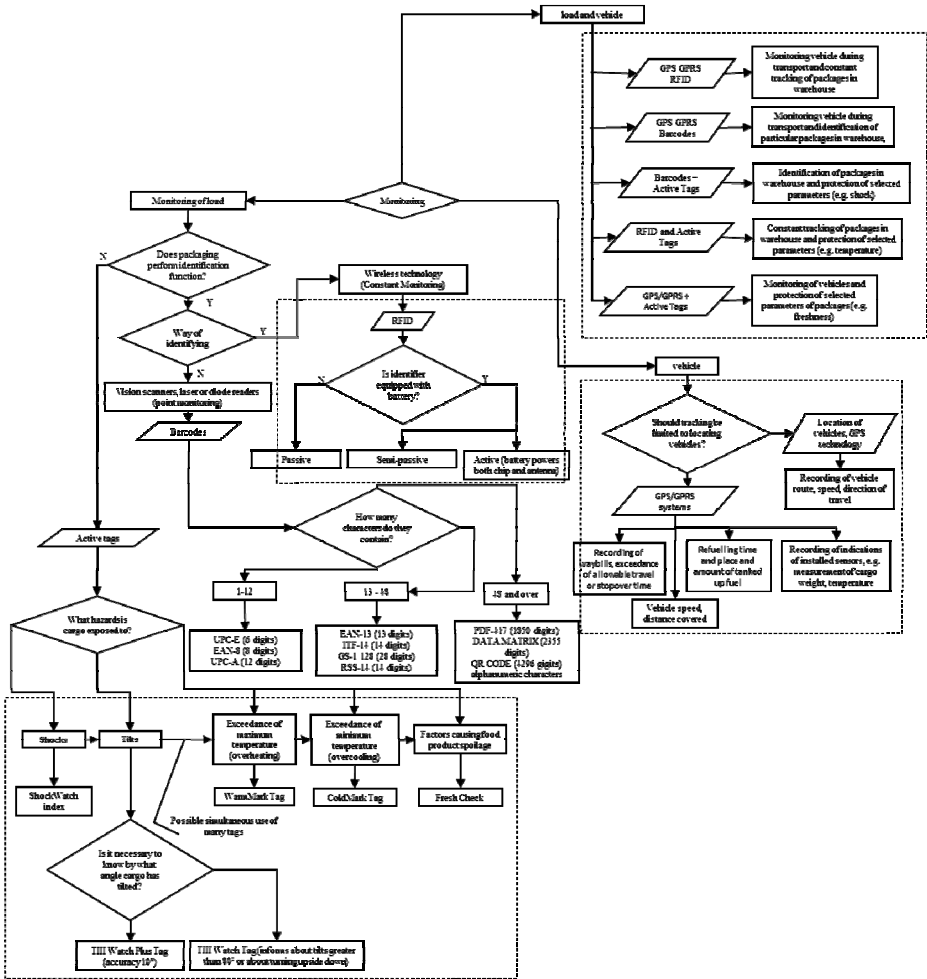 load and vehicle
GPS GPRS
RFID
Monitoring vehicle during
transport and constant
tracking of packages in
warehouse
GPS GPRS
Barcodes
Monitoring vehicle during
transport and identification of
particular packages in warehouse,
Barcodes –
Active Tags
Identification of packages in
warehouse and protection of selected
parameters (e.g. shock)
RFID and Active
Tags
Constant tracking of packages in
warehouse and protection of selected
parameters (e.g. temperature)
GPS/GPRS +
Active Tags
Monitoring of vehicles and
protection of selected
parameters of packages (e.g.
freshness)
Monitoring of load
Monitoring
Does packaging
perform identification
function?
N
Y
Way of
identifying
Y
N
Wireless technology
(Constant Monitoring)
RFID
Is identifier
equipped with
battery?
N
Y
Passive
Semi-passive
Active (battery powers
both chip and antenna)
Vision scanners, laser or diode readers
(point monitoring)
Barcodes
vehicle
Should tracking be
limited to locating
vehicles?
Location of
vehicles, GPS
technology
Recording of vehicle
route, speed, direction of
travel
GPS/GPRS
systems
Recording of
waybills, exceedance
of allowable travel
or stopover time
Refuelling time
and place and
amount of tanked
up fuel
Recording of indications
of installed sensors, e.g.
measurement of cargo
weight, temperature
Vehicle speed,
distance covered
How many
characters do they
contain?
1-12
13 - 48
48 and over
UPC-E (6 digits)
EAN-8 (8 digits)
UPC-A (12 digits)
EAN-13 (13 digits)
ITF-14 (14 digits)
GS-1 128 (28 digits)
RSS-14 (14 digits)
PDF-417 (1850 digits)
DATA MATRIX (2355
digits)
QR CODE (4296 gigits)
alphanumeric characters
Active tags
What hazards is
cargo exposed to?
Shocks
Tilts
Exceedance of
maximum
temperature
(overheating)
Exceedance of
minimum
temperature
(overcooling)
Factors causing food
product spoilage
ShockWatch
index
WarmMark Tag
ColdMark Tag
Fresh Check
Possible simultaneous use of
many tags
Is it necessary to
know by what
angle cargo has
tilted?
Tilt Watch Plus Tag
(accuracy 10°)
Tilt Watch Tag (informs about tilts greater
than 80° or about turning upside down)